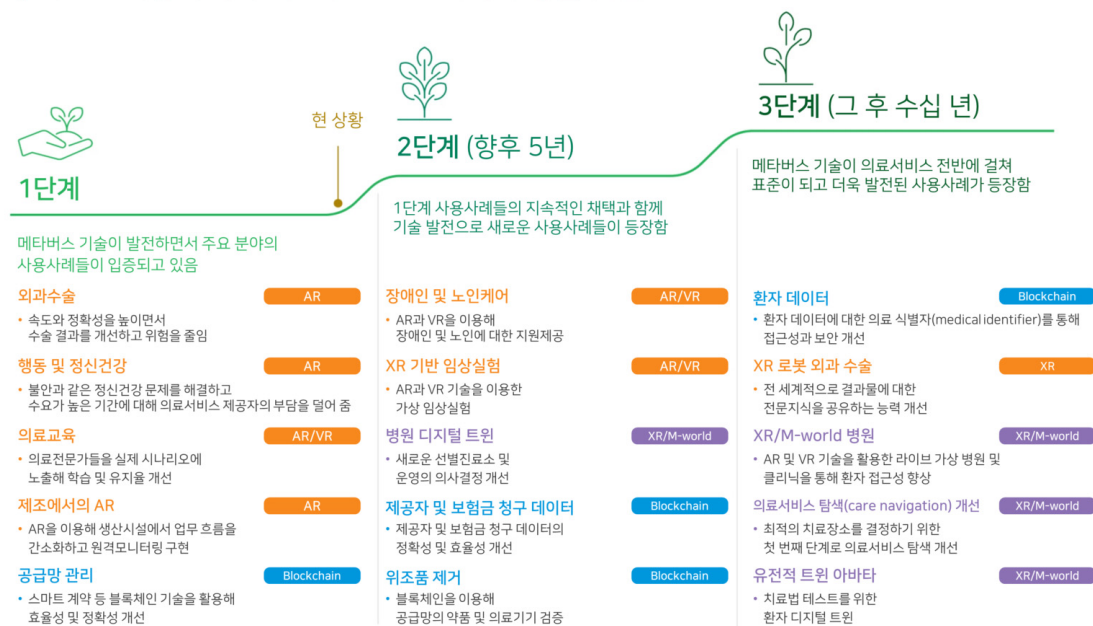 현 상황
1단계
메타버스 기술이 발전하면서 주요 분야의
사용사례들이 입증되고 있음
외과수술 AR
• 속도와 정확성을 높이면서
수술 결과를 개선하고 위험을 줄임
행동 및 정신건강 AR
• 불안과 같은 정신건강 문제를 해결하고
수요가 높은 기간에 대해 의료서비스 제공자의 부담을 덜어 줌
의료교육 AR/VR
• 의료전문가들을 실제 시나리오에
노출해 학습 및 유지율 개선
제조에서의 AR AR
• AR을 이용해 생산시설에서 업무 흐름을
간소화하고 원격모니터링 구현
공급망 관리 Blockchain
• 스마트 계약 등 블록체인 기술을 활용해
효율성 및 정확성 개선
2단계 (향후 5년)
1단계 사용사례들의 지속적인 채택과 함께
기술 발전으로 새로운 사용사례들이 등장함
장애인 및 노인케어 AR/VR
• AR과 VR을 이용해
장애인 및 노인에 대한 지원제공
XR 기반 임상실험 AR/VR
• AR과 VR 기술을 이용한
가상 임상실험
병원 디지털 트윈 XR/M-world
• 새로운 선별진료소 및
운영의 의사결정 개선
제공자 및 보험금 청구 데이터 Blockchain
• 제공자 및 보험금 청구 데이터의
정확성 및 효율성 개선
위조품 제거 Blockchain
• 블록체인을 이용해
공급망의 약품 및 의료기기 검증
3단계 (그 후 수십 년)
메타버스 기술이 의료서비스 전반에 걸쳐
표준이 되고 더욱 발전된 사용사례가 등장함
환자 데이터 Blockchain
• 환자 데이터에 대한 의료 식별자(medical identifier)를 통해
접근성과 보안 개선
XR 로봇 외과 수술 XR
• 전 세계적으로 결과물에 대한
전문지식을 공유하는 능력 개선
XR/M-world 병원 XR/M-world
• AR 및 VR 기술을 활용한 라이브 가상 병원 및
클리닉을 통해 환자 접근성 향상
의료서비스 탐색(care navigation) 개선 XR/M-world
• 최적의 치료장소를 결정하기 위한
첫 번째 단계로 의료서비스 탐색 개선
유전적 트윈 아바타 XR/M-world
• 치료법 테스트를 위한
환자 디지털 트윈